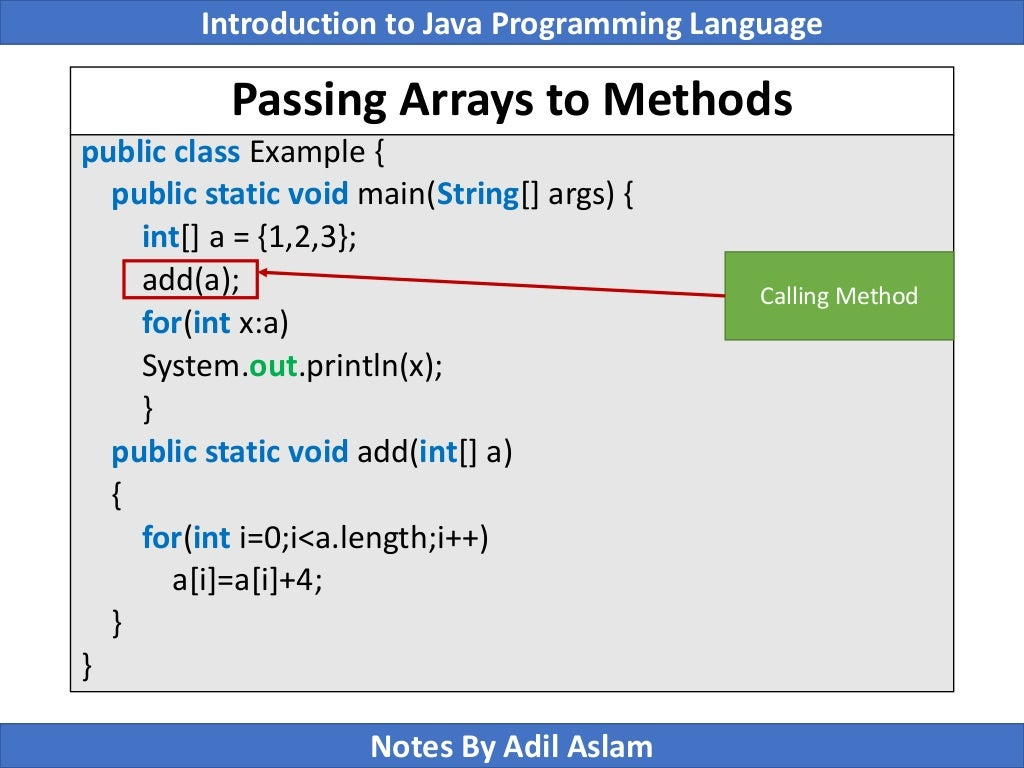 Introduction to Java Programming Language
Passing Arrays to Methods
public class Example {
public static void main(String[] args) {
int[] a = {1,2,3};
add(a);
Calling Method
for(int x:a)
System.out.println(x);
}
public static void add(int[] a)
{
for(int i=0;i<a.length;i++)
a[i]=a[i]+4;
}
}
Notes By Adil Aslam